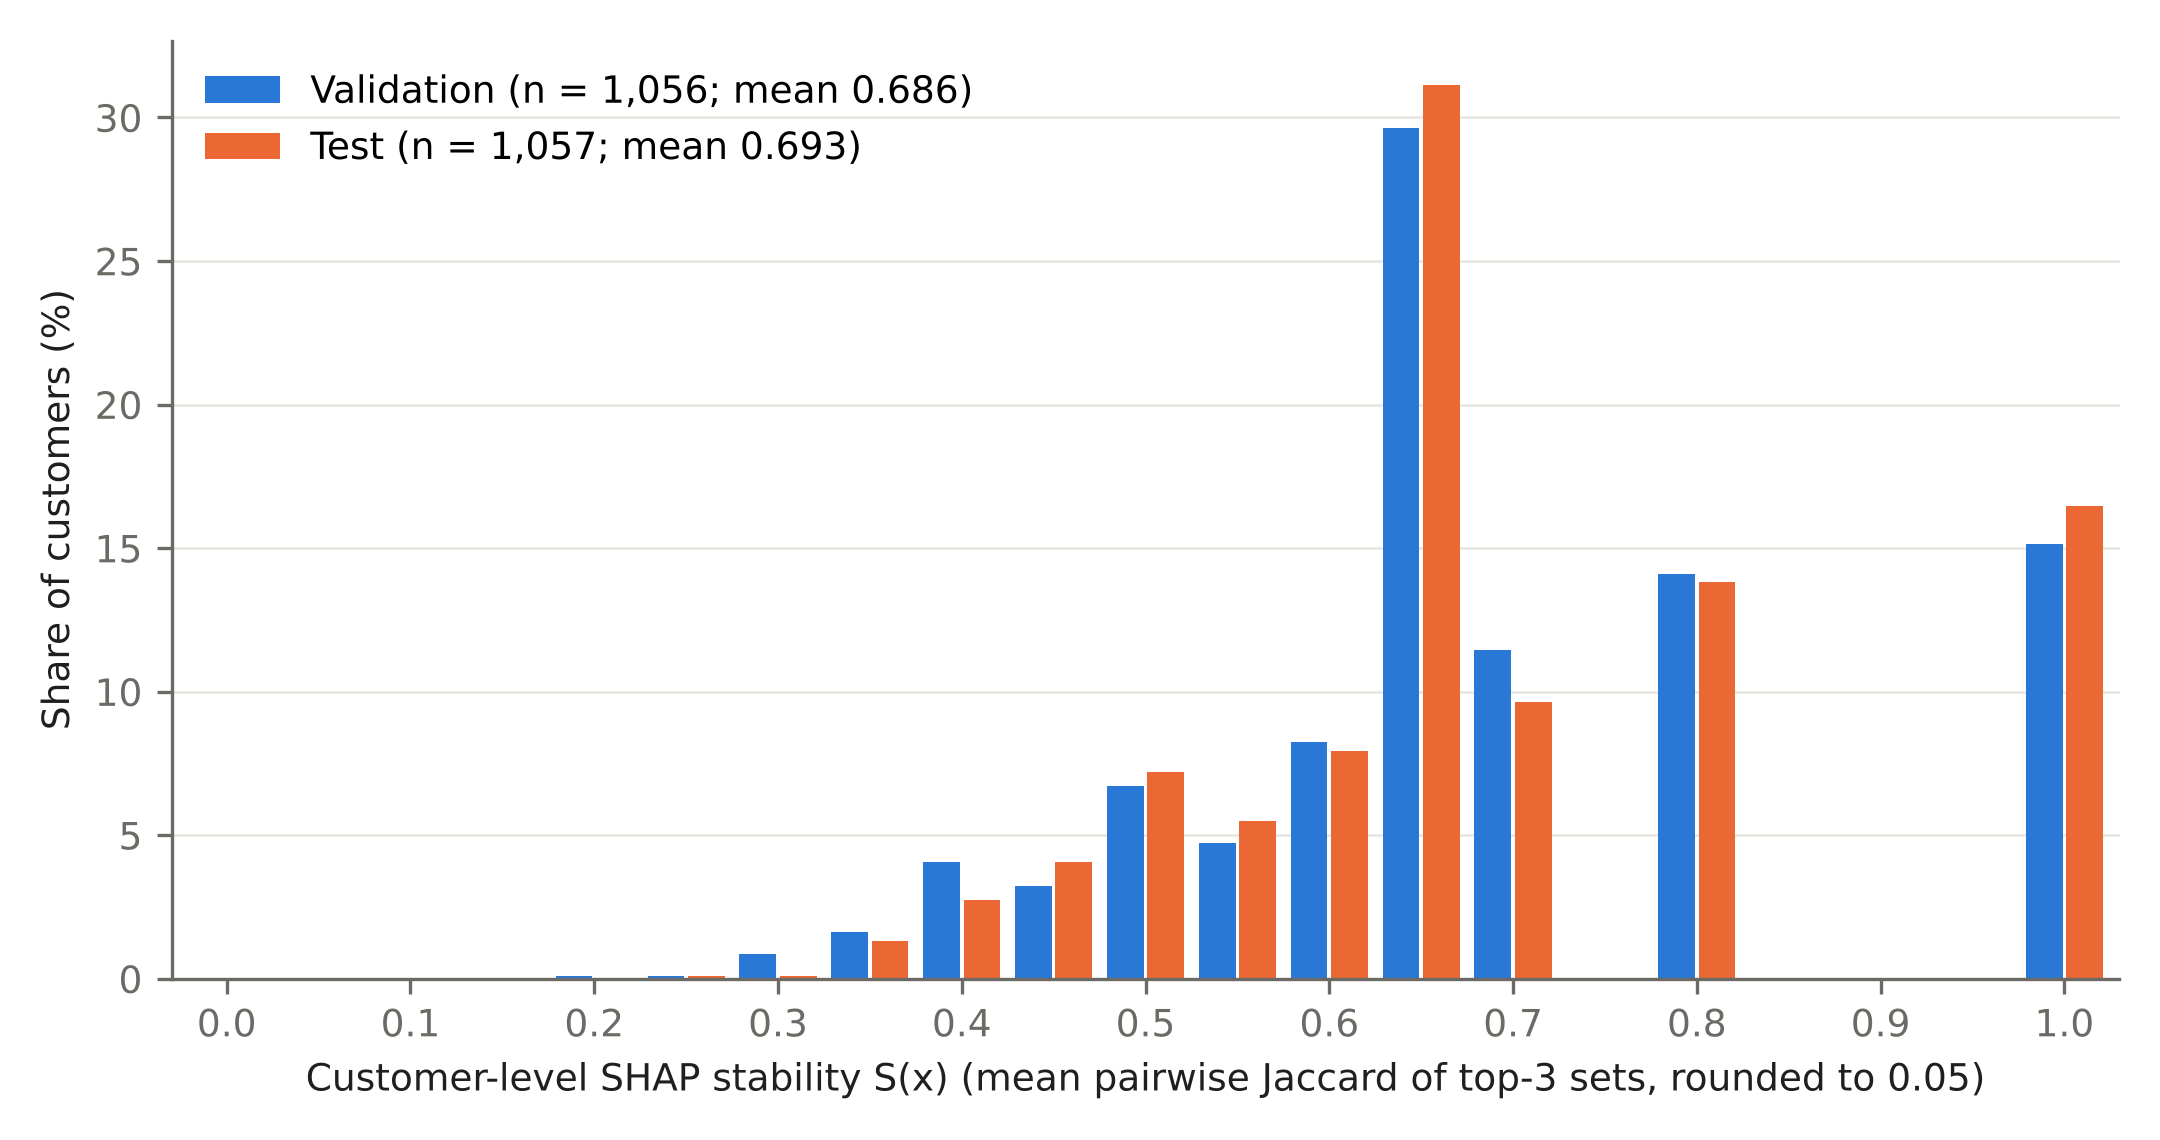 Validation (n = 1,056; mean 0.686)
Test (n = 1,057; mean 0.693)
Share of customers (%)
30
25
20
15
10
5
0
0.0 0.1 0.2 0.3 0.4 0.5 0.6 0.7 0.8 0.9 1.0
Customer-level SHAP stability S(x) (mean pairwise Jaccard of top-3 sets, rounded to 0.05)